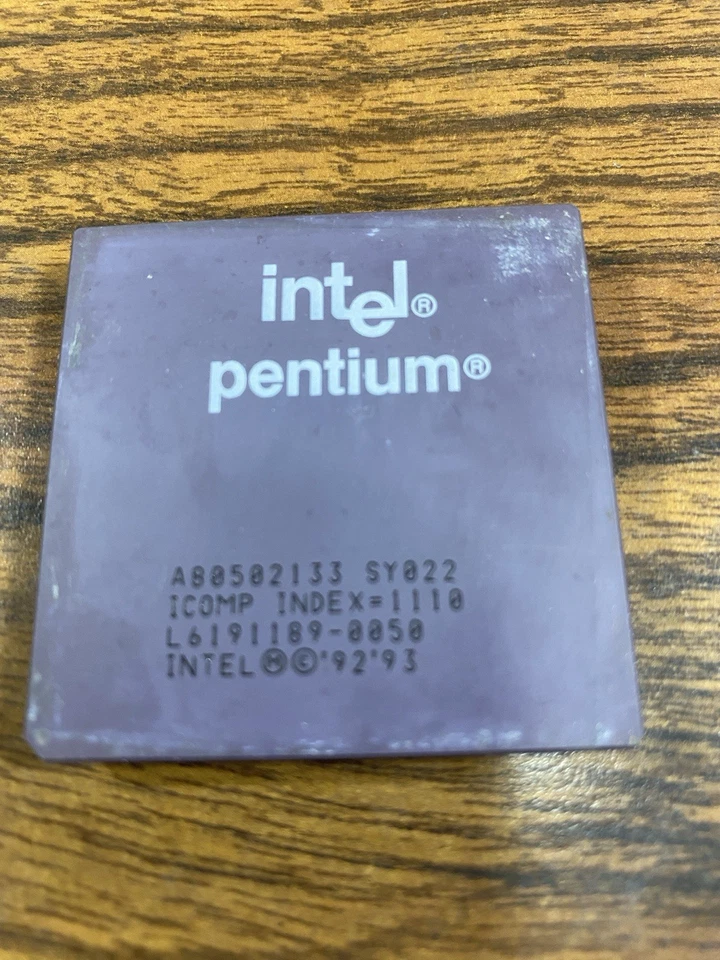 intel®
pentium®
A80502133 SY022
ICOMP INDEX=1110
L6191189-0050
INTEL Ⓜ©'92'93